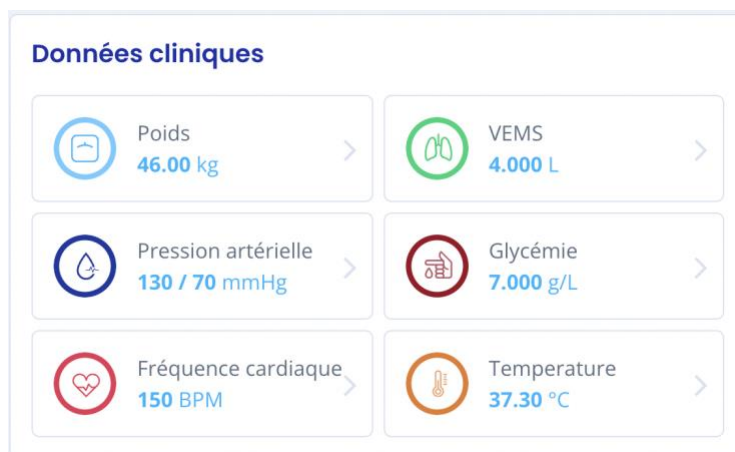 Données cliniques
Poids
46.00 kg
VEMS
4.000 L
Pression artérielle
130 / 70 mmHg
Glycémie
7.000 g/L
Fréquence cardiaque
150 BPM
Temperature
37.30 °C